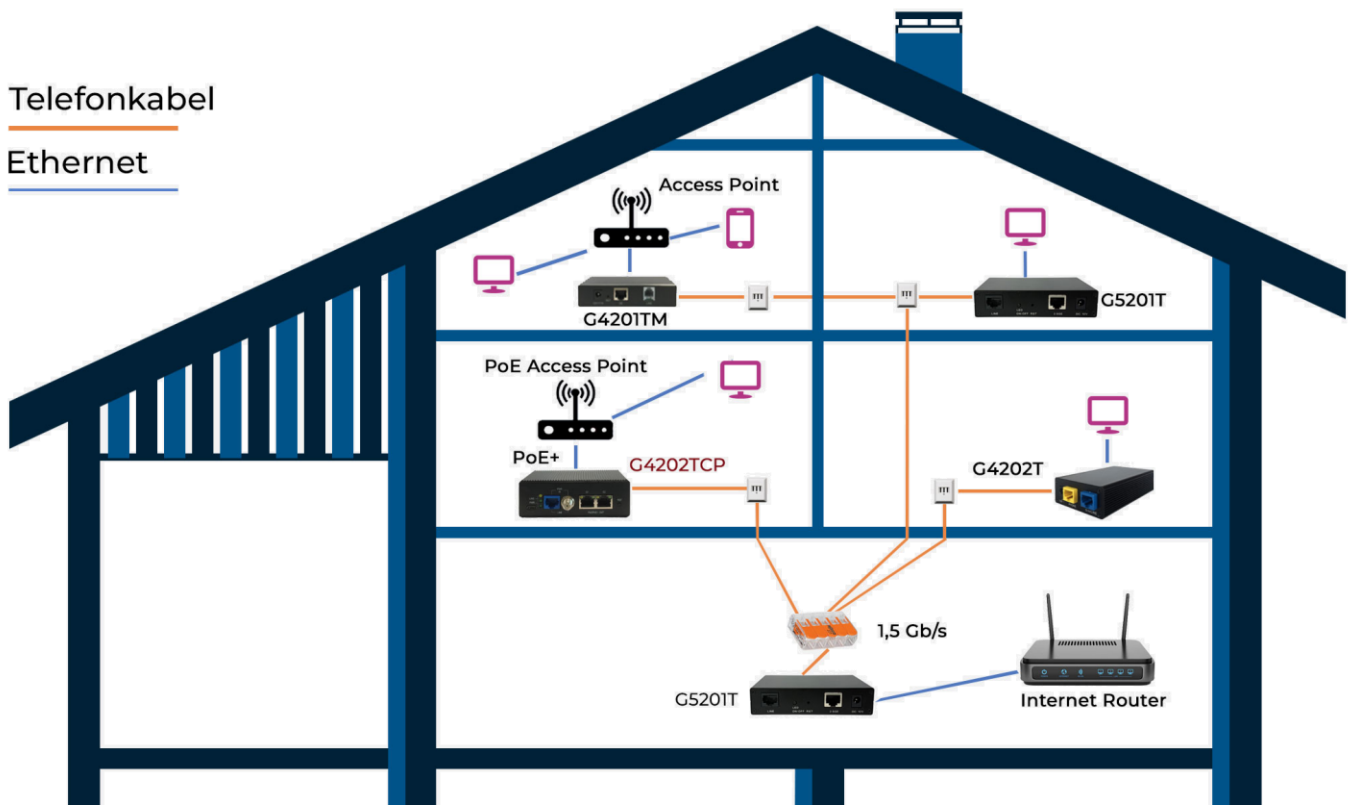 Telefonkabel
Ethernet
Access Point
G4201TM
G5201T
PoE Access Point
PoE+
G4202TCP
G4202T
1,5 Gb/s
G5201T
Internet Router